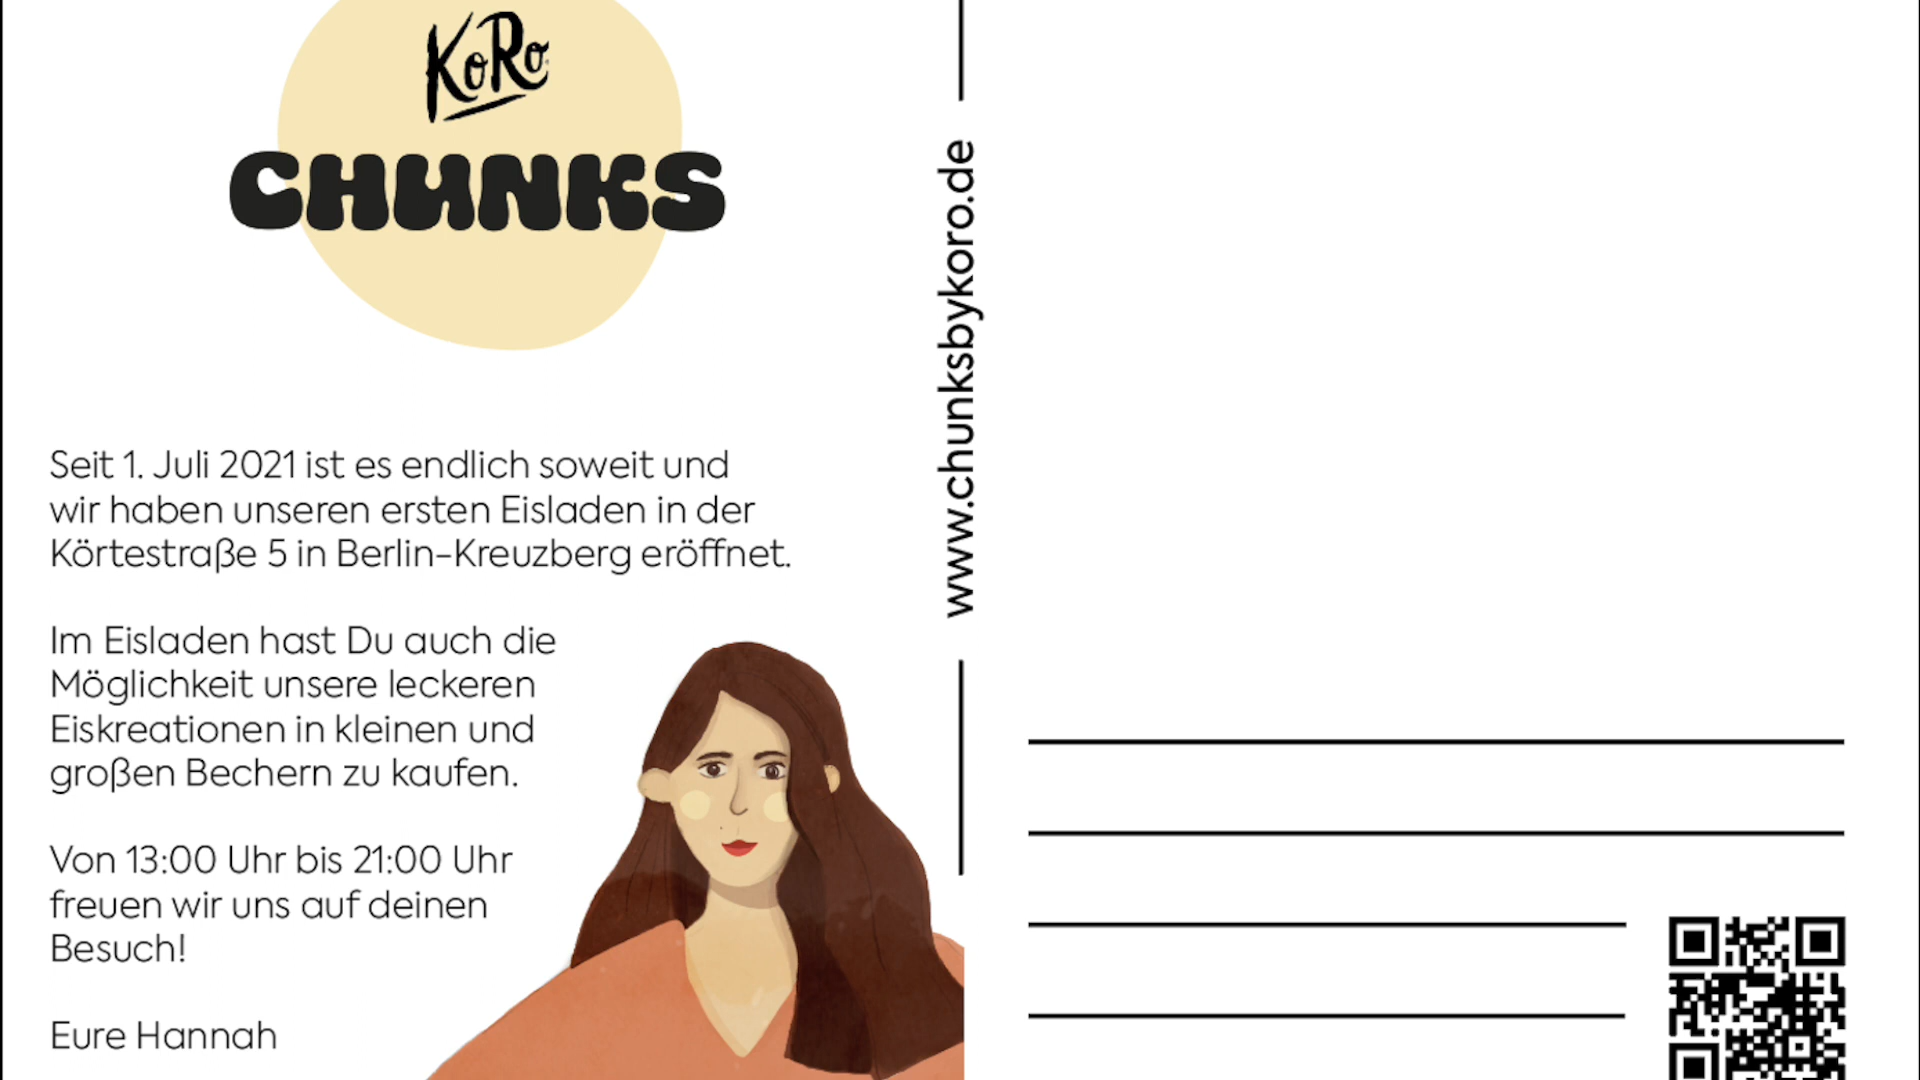 KoRo
CHUNKS
Seit 1. Juli 2021 ist es endlich soweit und
wir haben unseren ersten Eisladen in der
Körtestraße 5 in Berlin-Kreuzberg eröffnet.
Im Eisladen hast Du auch die
Möglichkeit unsere leckeren
Eiskreationen in kleinen und
großen Bechern zu kaufen.
Von 13:00 Uhr bis 21:00 Uhr
freuen wir uns auf deinen
Besuch!
Eure Hannah
www.chunksbykoro.de